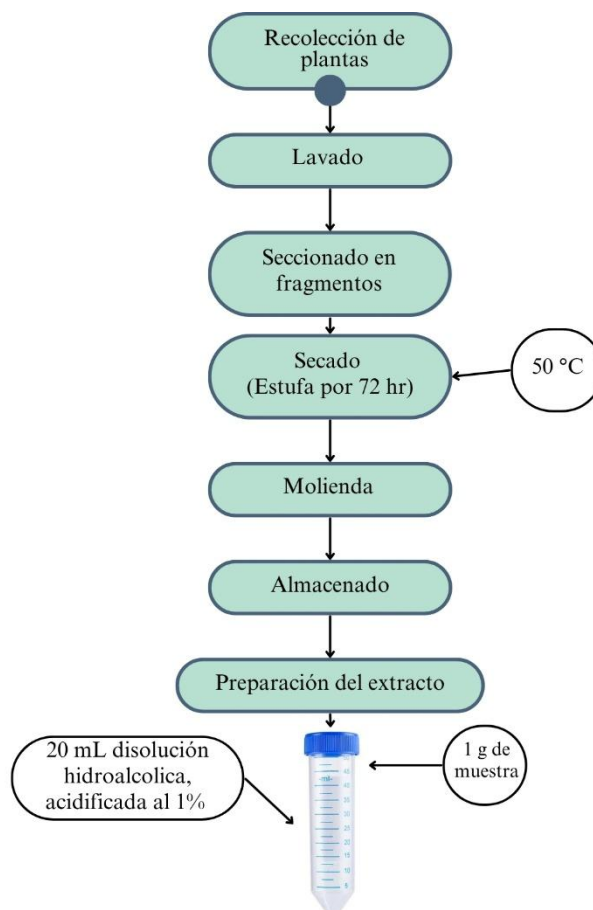 Recolección de
plantas
Lavado
Seccionado en
fragmentos
Secado
(Estufa por 72 hr)
50 °C
Molienda
Almacenado
Preparación del extracto
20 mL disolución
hidroalcolica,
acidificada al 1%
1 g de
muestra